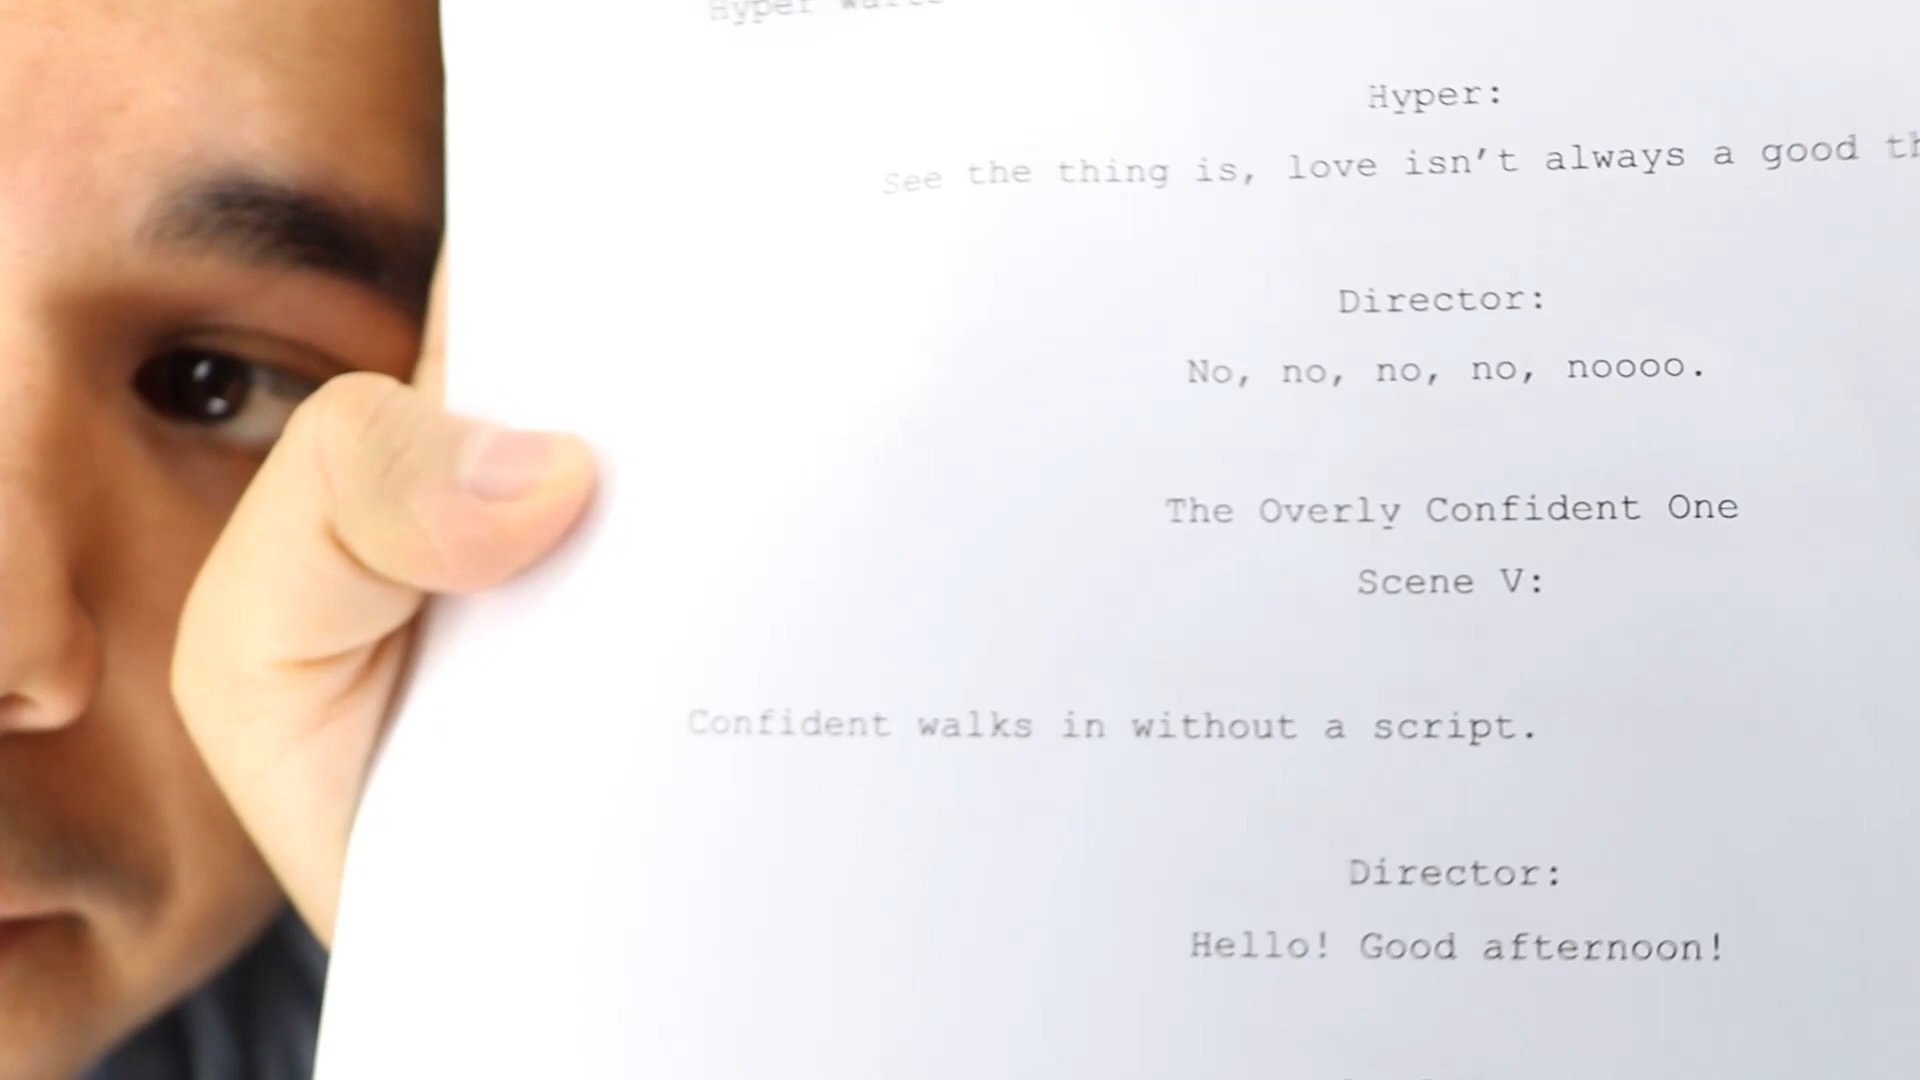 Hyper
Hyper:
See the thing is, love isn't always a good
Director:
No, no, no, no, noooo.
The Overly Confident One
Scene V:
Confident walks in without a script.
Director:
Hello! Good afternoon!